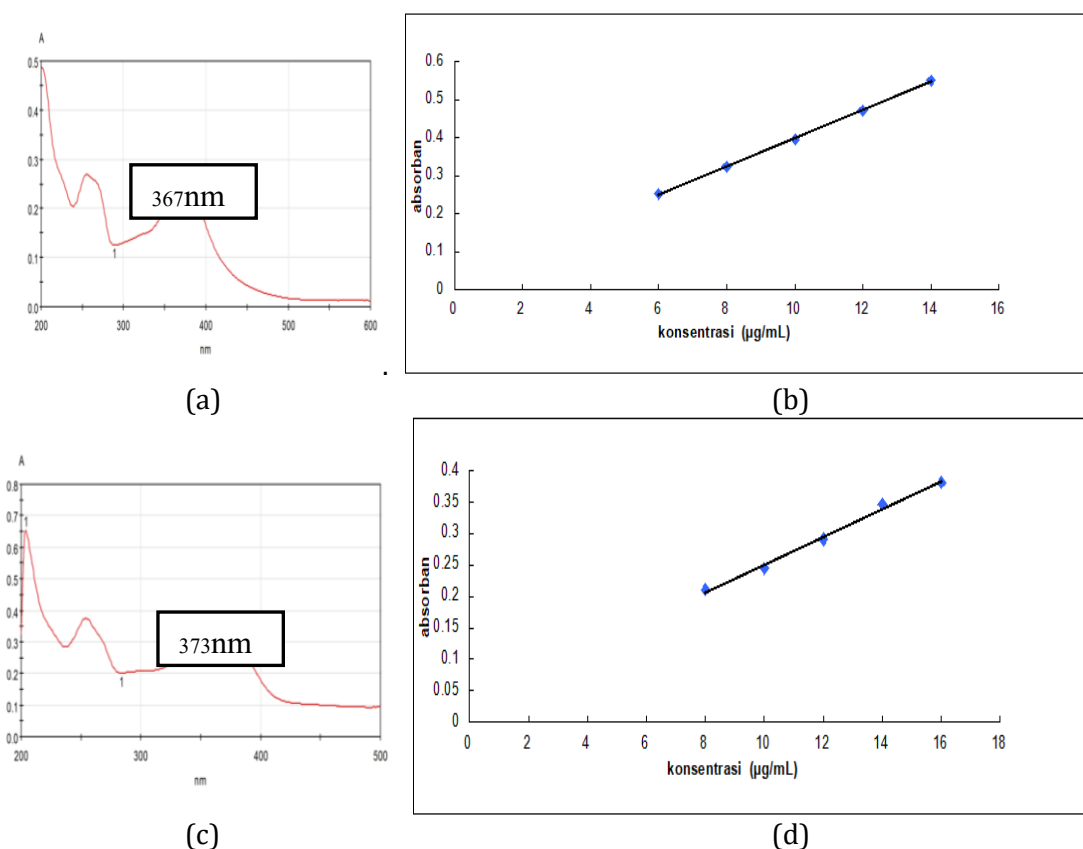 A
0.5
0.4
0.3
0.2
0.1
0.0
367nm
1
200 300 400 500 600
nm
.
(a)
0.6
0.5
0.4
0.3
0.2
0.1
0
absorban
0 2 4 6 8 10 12 14 16
konsentrasi (µg/mL)
(b)
A
0.8
0.7
0.6
0.5
0.4
0.3
0.2
0.1
0.0
1
373nm
1
200 300 400 500
nm
(c)
0.4
0.35
0.3
0.25
0.2
0.15
0.1
0.05
0
absorban
0 2 4 6 8 10 12 14 16 18
konsentrasi (µg/mL)
(d)